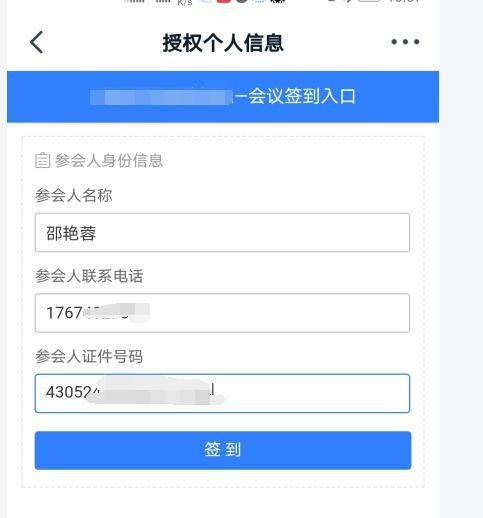 K/s
授权个人信息
—会议签到入口
参会人身份信息
参会人名称
邵艳蓉
参会人联系电话
1767
参会人证件号码
43052
签到